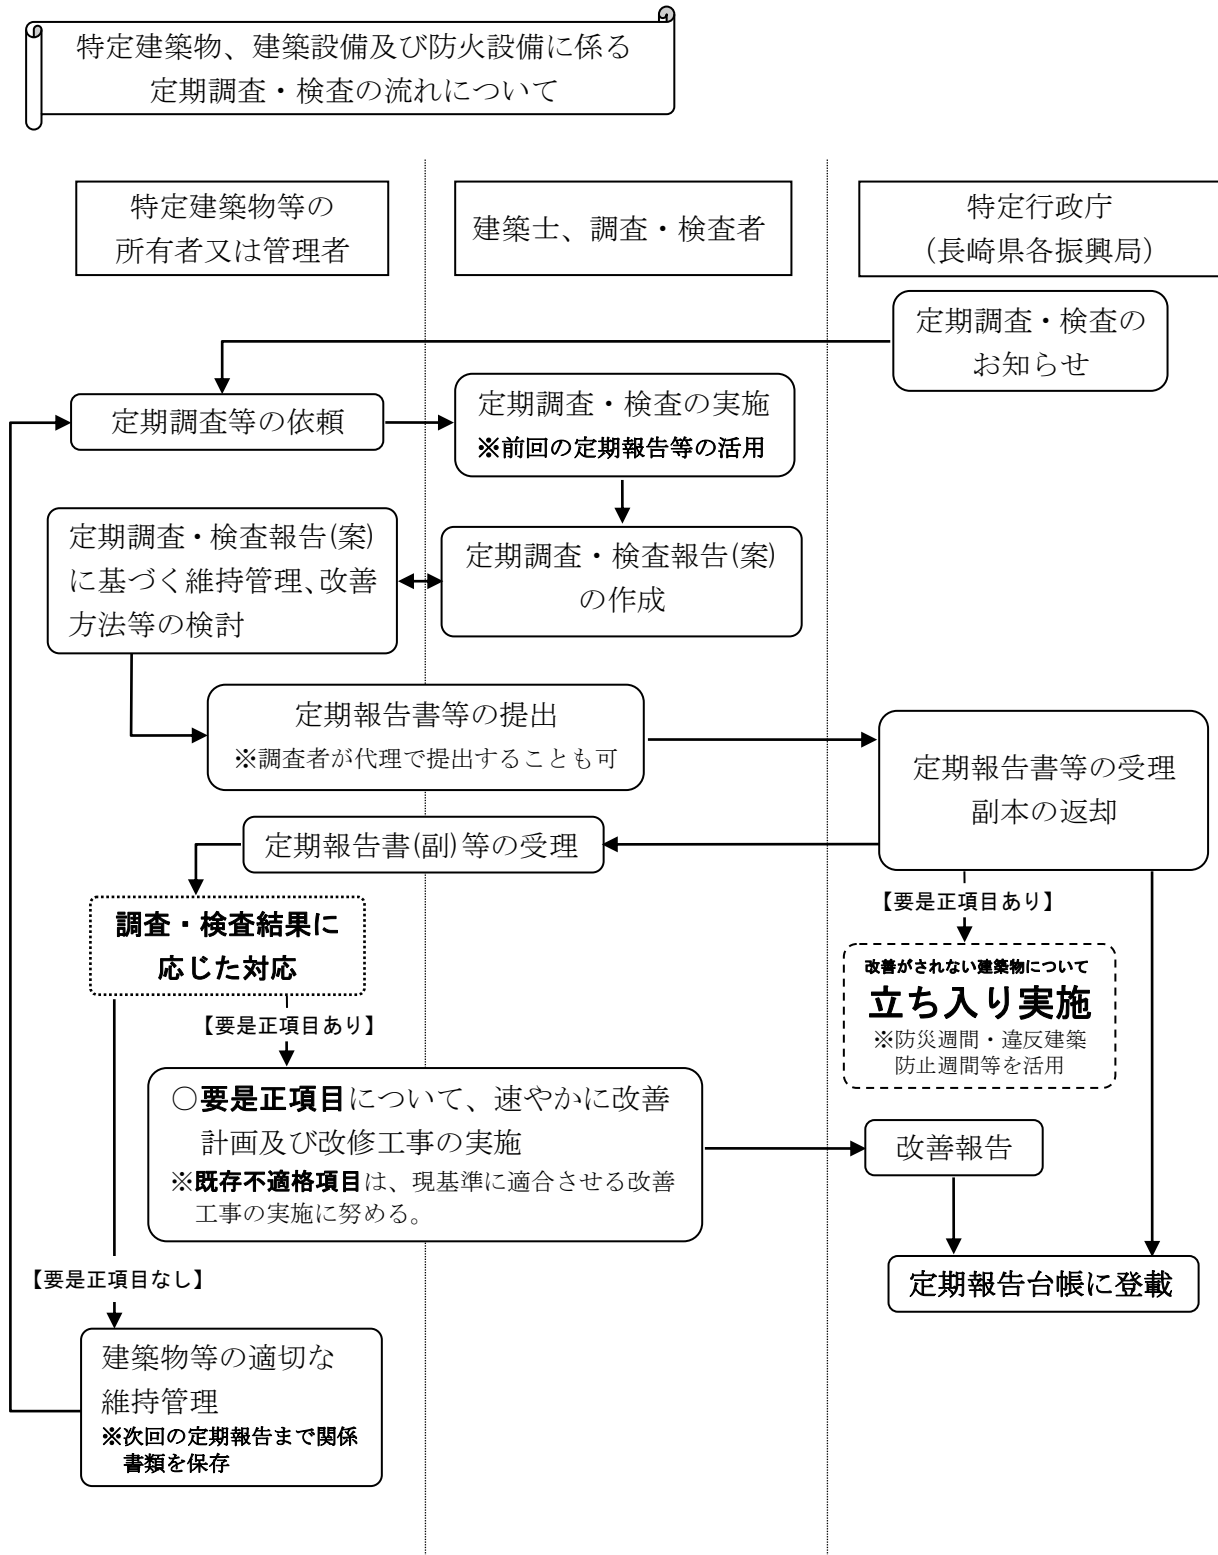 特定建築物、建築設備及び防火設備に係る
定期調査・検査の流れについて
特定建築物等の
所有者又は管理者
建築士、調査・検査者
特定行政庁
（長崎県各振興局）
定期調査・検査の
お知らせ
定期調査等の依頼
定期調査・検査の実施
※前回の定期報告等の活用
定期調査・検査報告(案)
に基づく維持管理、改善
方法等の検討
定期調査・検査報告(案)
の作成
定期報告書等の提出
※調査者が代理で提出することも可
定期報告書等の受理
副本の返却
定期報告書(副)等の受理
【要是正項目あり】
調査・検査結果に
応じた対応
改善がされない建築物について
立ち入り実施
※防災週間・違反建築
防止週間等を活用
【要是正項目あり】
○要是正項目について、速やかに改善
計画及び改修工事の実施
※既存不適格項目は、現基準に適合させる改善
工事の実施に努める。
改善報告
【要是正項目なし】
定期報告台帳に登載
建築物等の適切な
維持管理
※次回の定期報告まで関係
書類を保存